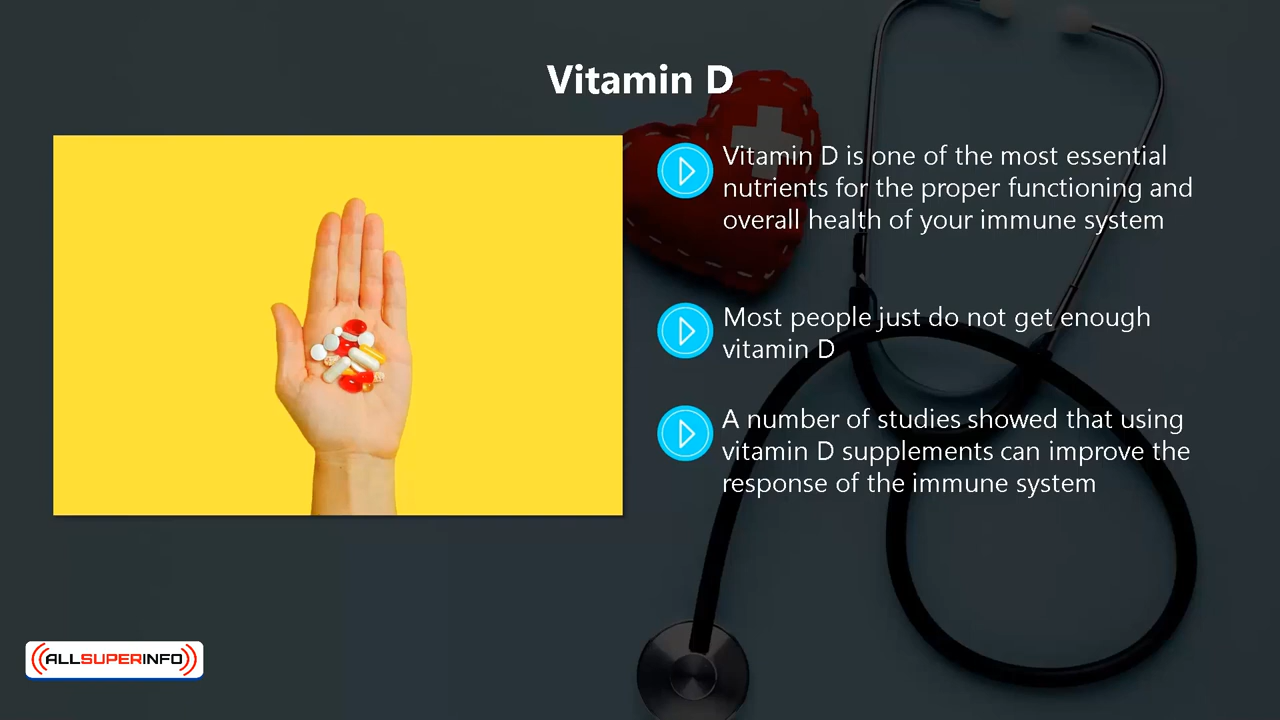 Vitamin D
Vitamin D is one of the most essential
nutrients for the proper functioning and
overall health of your immune system
Most people just do not get enough
vitamin D
A number of studies showed that using
vitamin D supplements can improve the
response of the immune system
ALLSUPERINFO